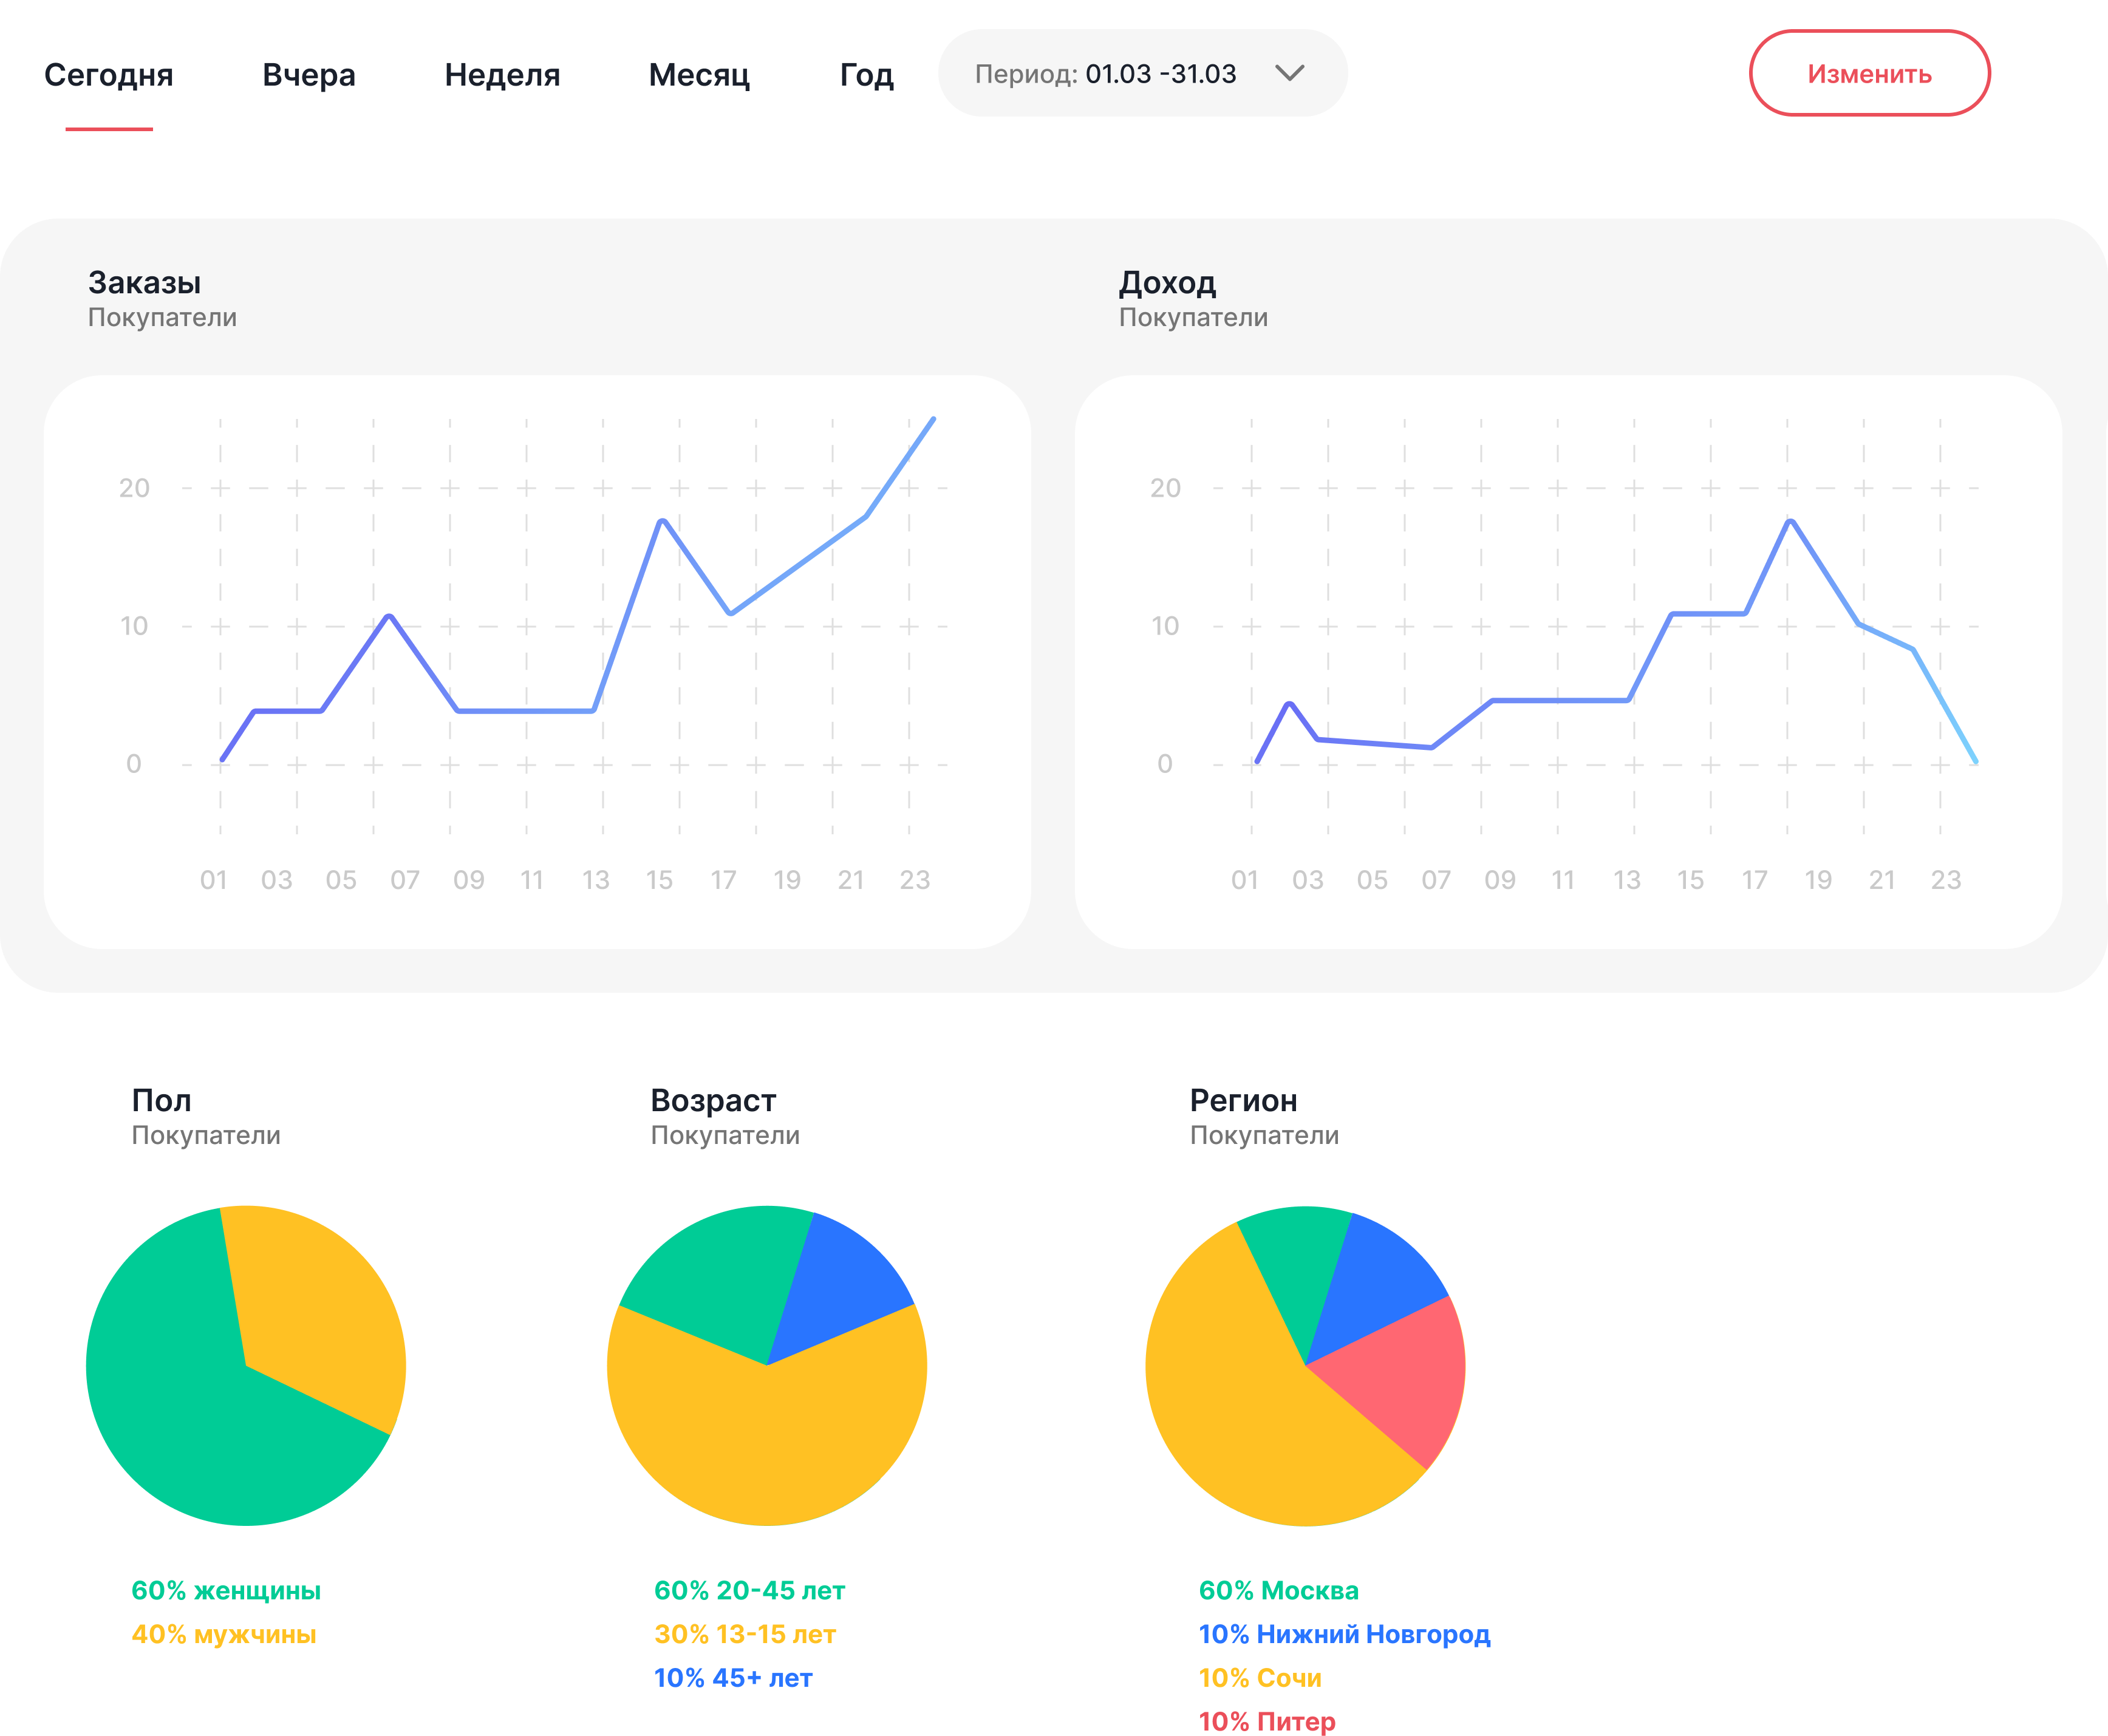 Сегодня Вчера Неделя Месяц Год Период: 01.03 -31.03 Изменить
Заказы
Покупатели
20
10
0
01 03 05 07 09 11 13 15 17 19 21 23
Доход
Покупатели
20
10
0
01 03 05 07 09 11 13 15 17 19 21 23
Пол
Покупатели
60% женщины
40% мужчины
Возраст
Покупатели
60% 20-45 лет
30% 13-15 лет
10% 45+ лет
Регион
Покупатели
60% Москва
10% Нижний Новгород
10% Сочи
10% Питер